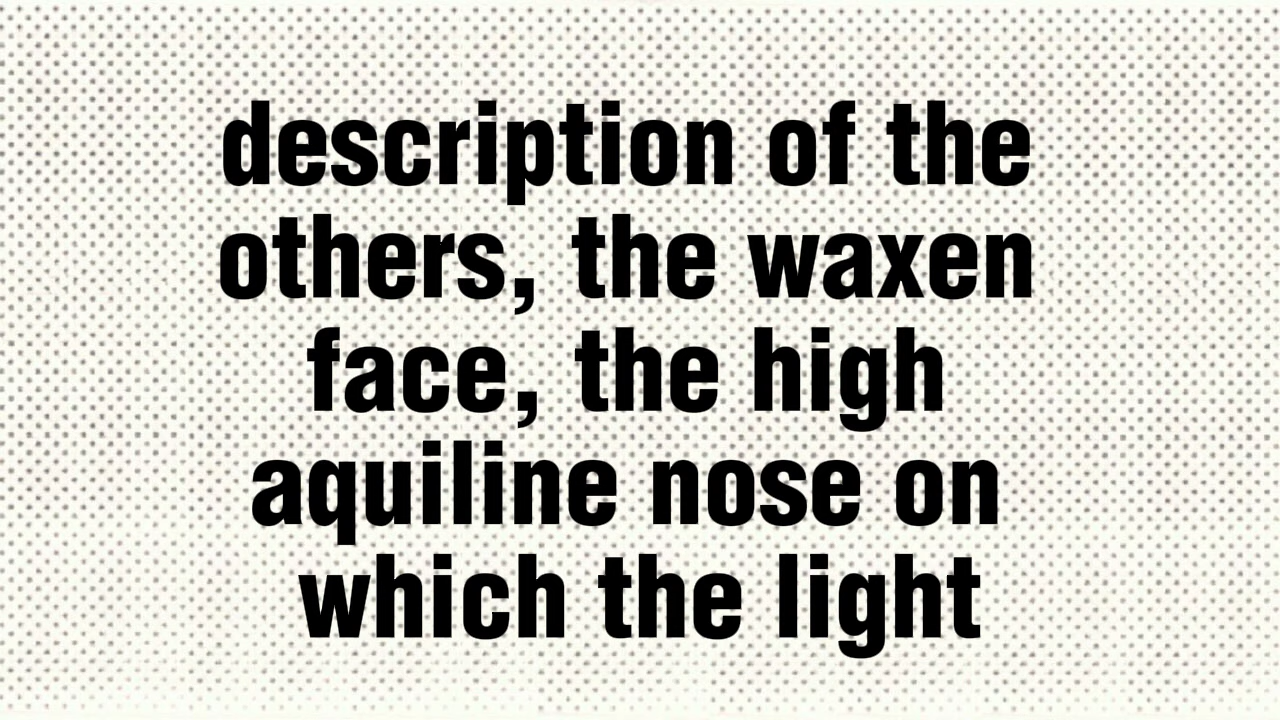 description of the
others, the waxen
face, the high
aquiline nose on
which the light